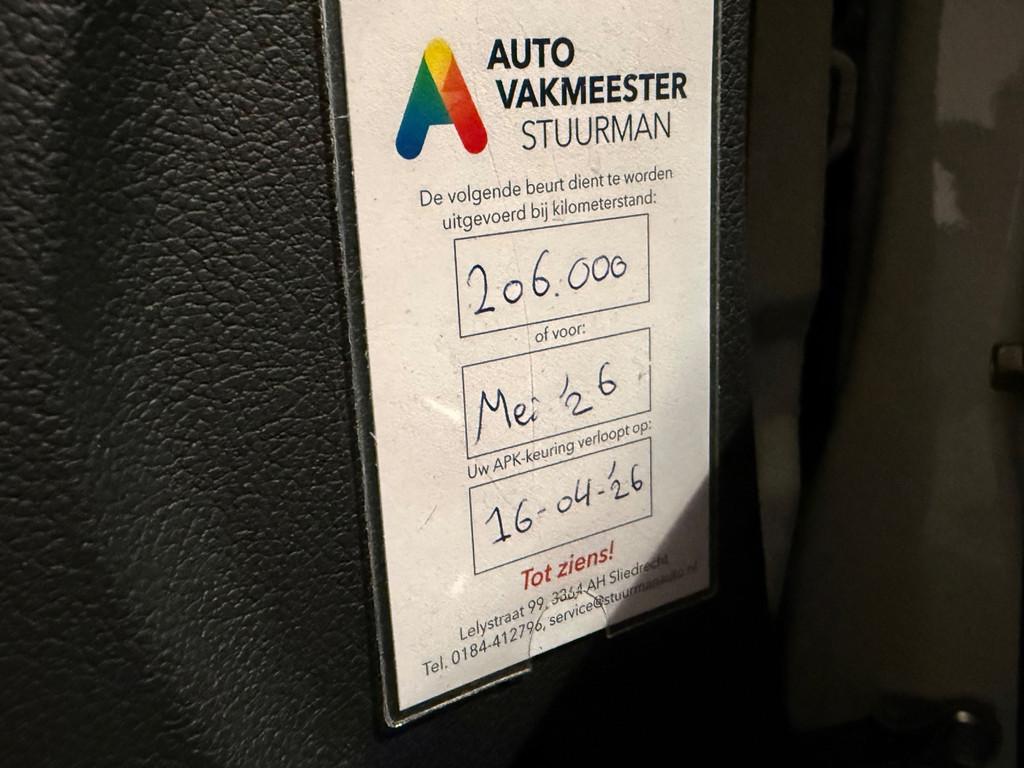 AUTO
VAKMEESTER
STUURMAN
De volgende beurt dient te worden
uitgevoerd bij kilometerstand:
206.000
of voor:
Mei '26
Uw APK-keuring verloopt op:
16-04-'26
Tot ziens!
Lelystraat 99, 3364 AH Sliedrecht
Tel. 0184-412796, service@stuurmanauto.nl